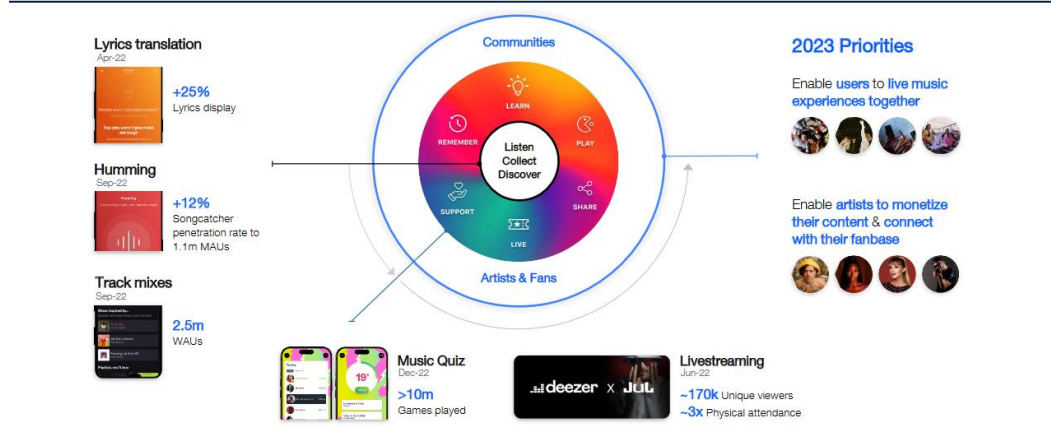 Lyrics translation
Apr-22
+25%
Lyrics display
Humming
Sep-22
+12%
Songcatcher
penetration rate to
1.1m MAUs
Track mixes
Sep-22
2.5m
WAUs
Communities
LEARN
PLAY
SHARE
LIVE
SUPPORT
REMEMBER
Listen
Collect
Discover
Artists & Fans
19'
Music Quiz
Dec-22
>10m
Games played
deezer x JUL
Livestreaming
Jun-22
~170k Unique viewers
~3x Physical attendance
2023 Priorities
Enable users to live music
experiences together
Enable artists to monetize
their content & connect
with their fanbase